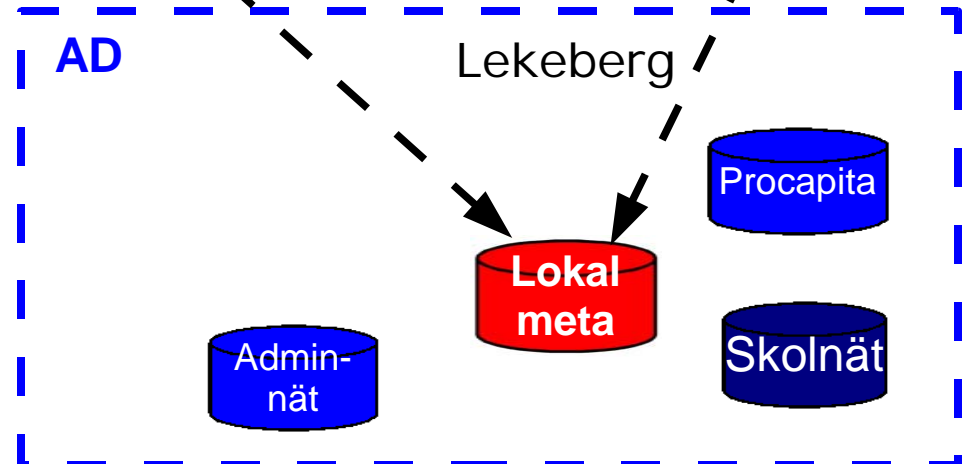 AD
Lekeberg
Procapita
Lokal
meta
Skolnät
Admin-
nät